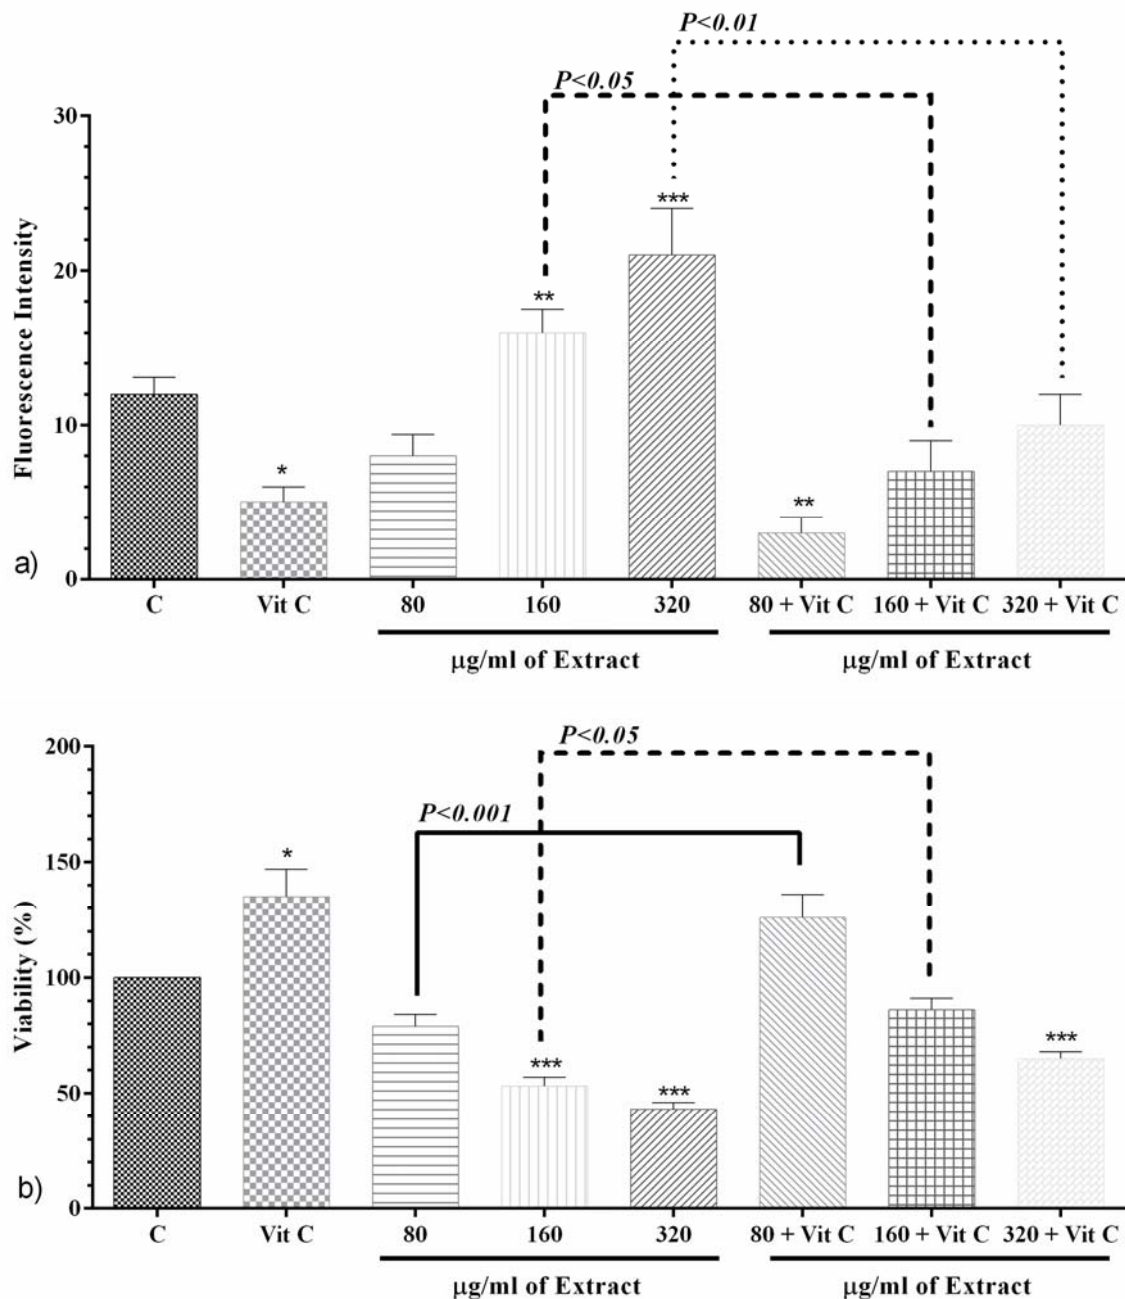 P<0.01
P<0.05
30
***
20
**
Fluorescence Intensity
10
*
**
a)
0
C Vit C 80 160 320 80 + Vit C 160 + Vit C 320 + Vit C
µg/ml of Extract µg/ml of Extract
200
P<0.05
P<0.001
150
*
Viability (%)
100
***
50
***
***
b)
0
C Vit C 80 160 320 80 + Vit C 160 + Vit C 320 + Vit C
µg/ml of Extract µg/ml of Extract